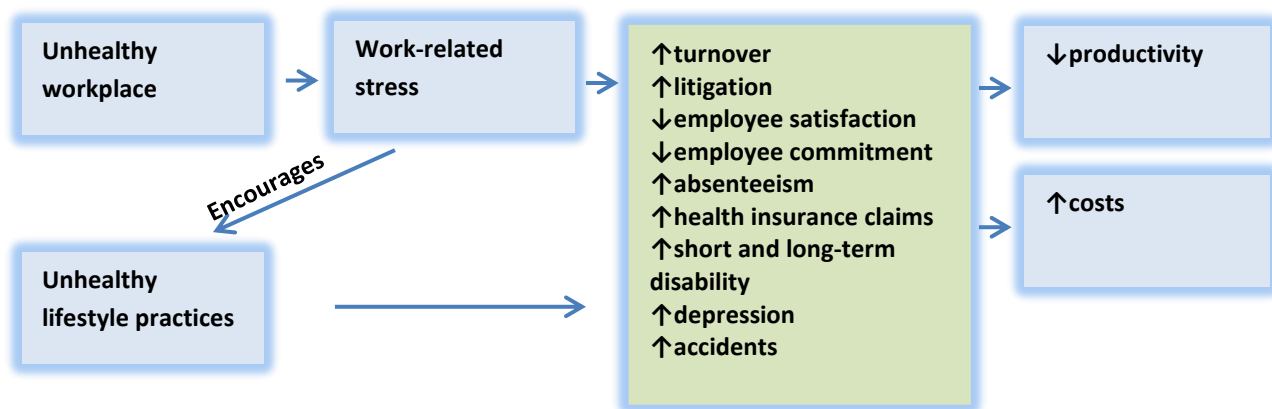 Unhealthy
workplace
Work-related
stress
↑turnover
↑litigation
↓employee satisfaction
↓employee commitment
↑absenteeism
↑health insurance claims
↑short and long-term
disability
↑depression
↑accidents
↓productivity
↑costs
Encourages
Unhealthy
lifestyle practices